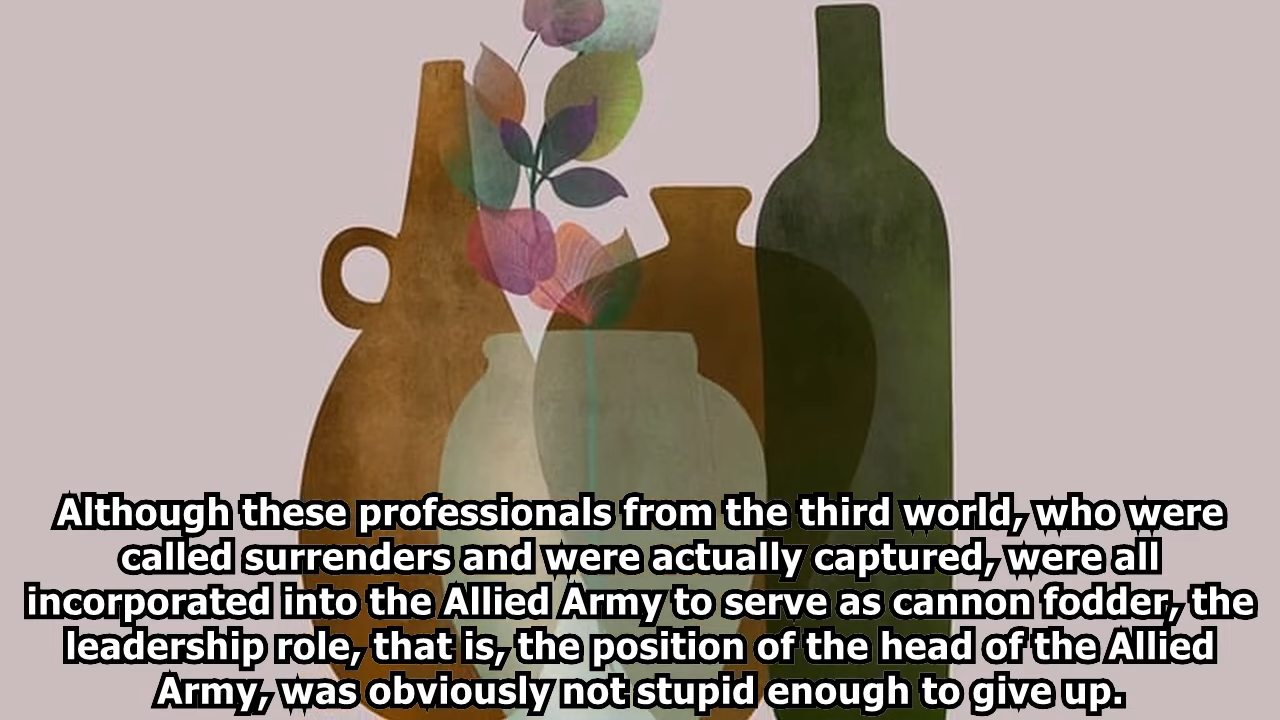 Although these professionals from the third world, who were
called surrenders and were actually captured, were all
incorporated into the Allied Army to serve as cannon fodder, the
leadership role, that is, the position of the head of the Allied
Army, was obviously not stupid enough to give up.